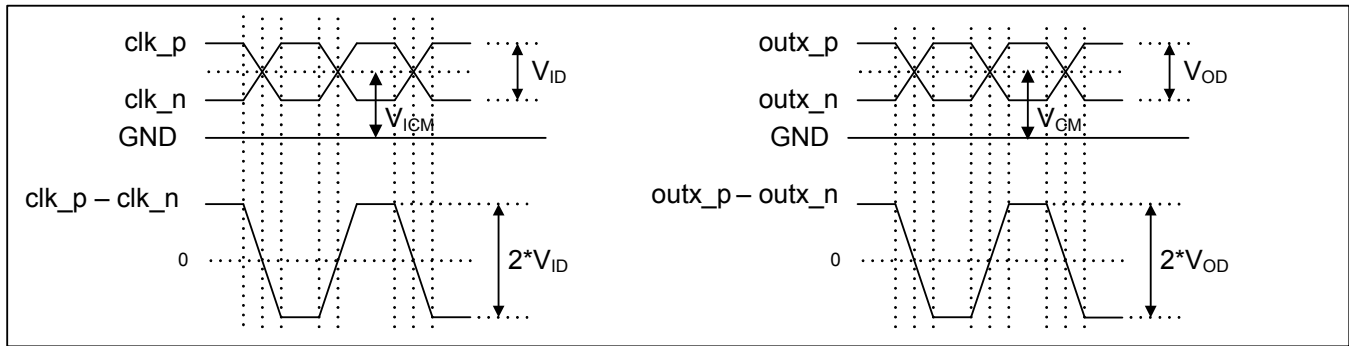 clk_p
V_ID
clk_n
V_ICM
GND
clk_p – clk_n
0
2*V_ID
outx_p
V_OD
outx_n
V_CM
GND
outx_p – outx_n
0
2*V_OD